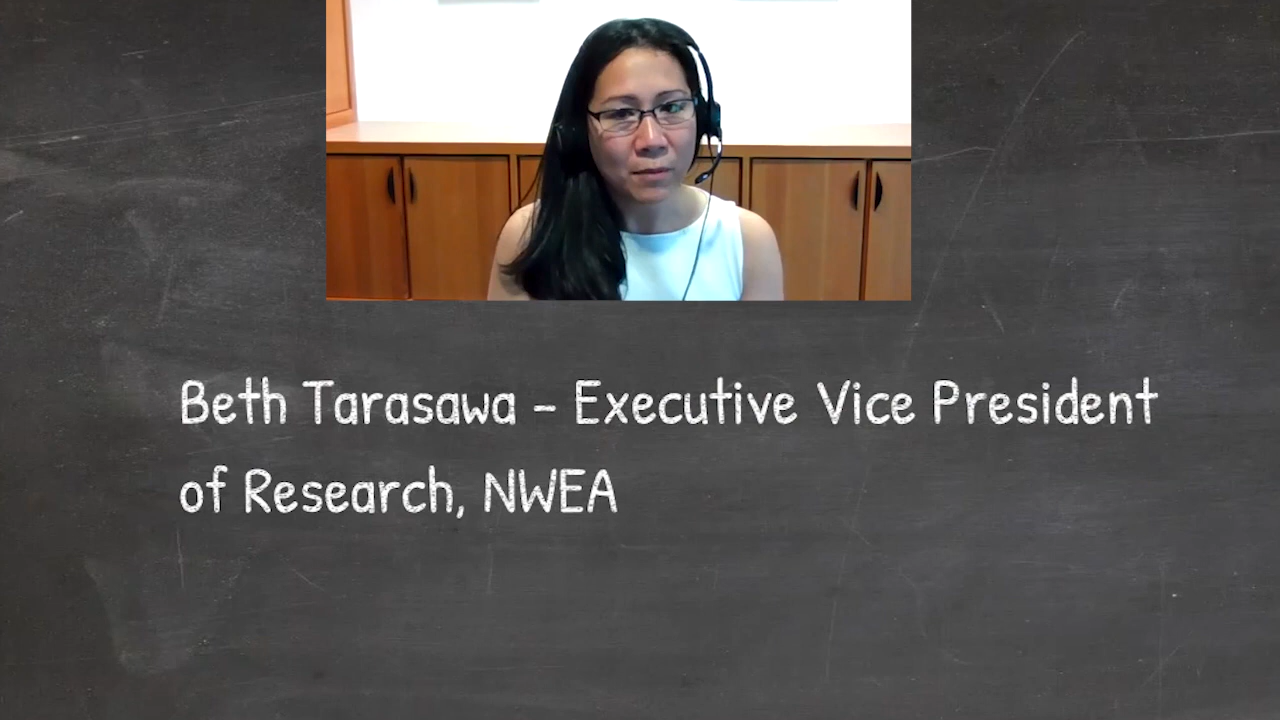 Beth Tarasawa - Executive Vice President
of Research, NWEA